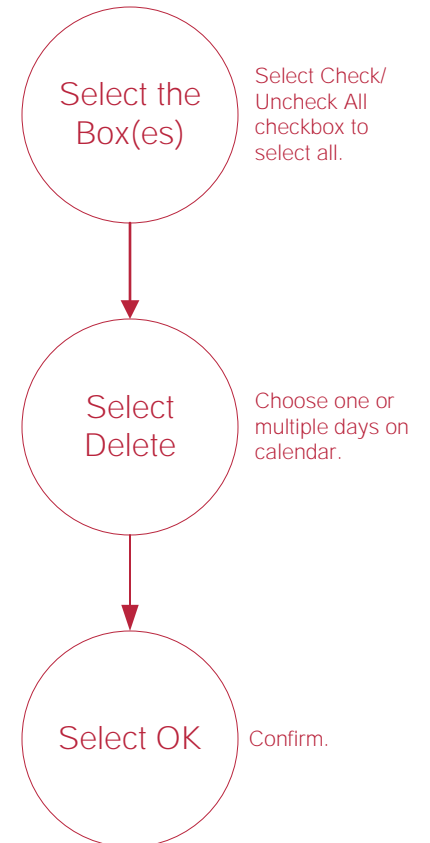 Select the
Box(es)
Select Check/
Uncheck All
checkbox to
select all.
Select
Delete
Choose one or
multiple days on
calendar.
Select OK
Confirm.